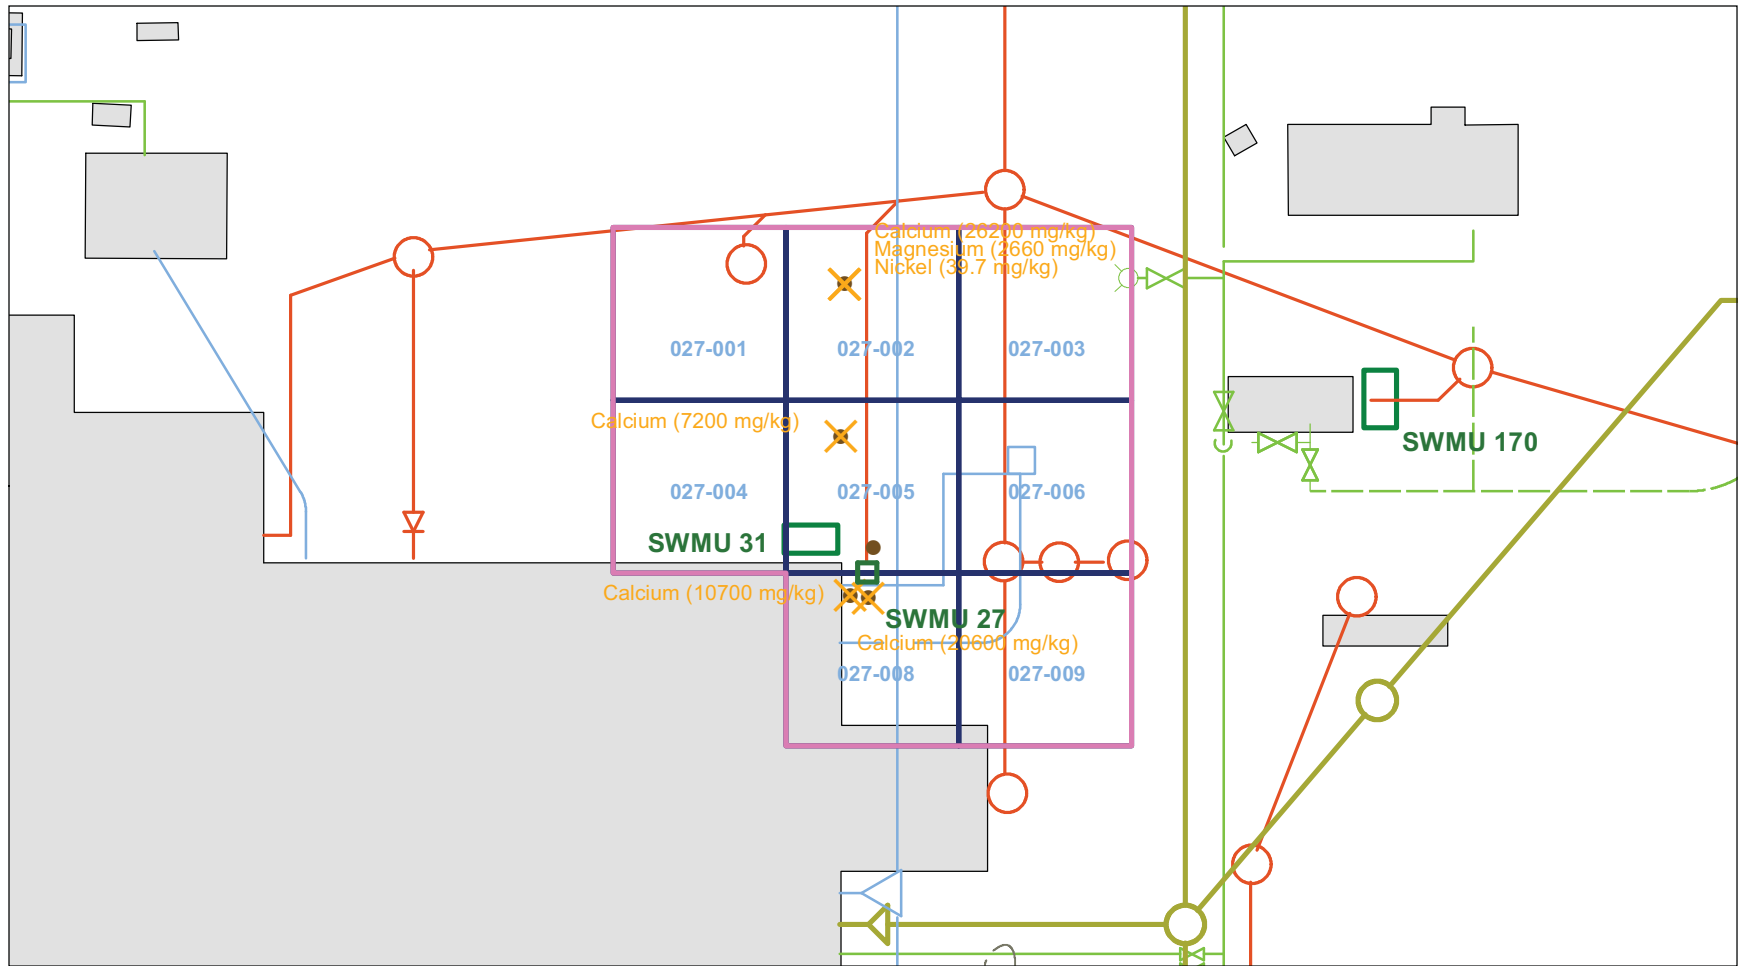 Calcium (28200 mg/kg)
Magnesium (2660 mg/kg)
Nickel (39.7 mg/kg)
027-001
027-002
027-003
Calcium (7200 mg/kg)
SWMU 170
027-004
027-005
027-006
SWMU 31
Calcium (10700 mg/kg)
SWMU 27
Calcium (20600 mg/kg)
027-008
027-009